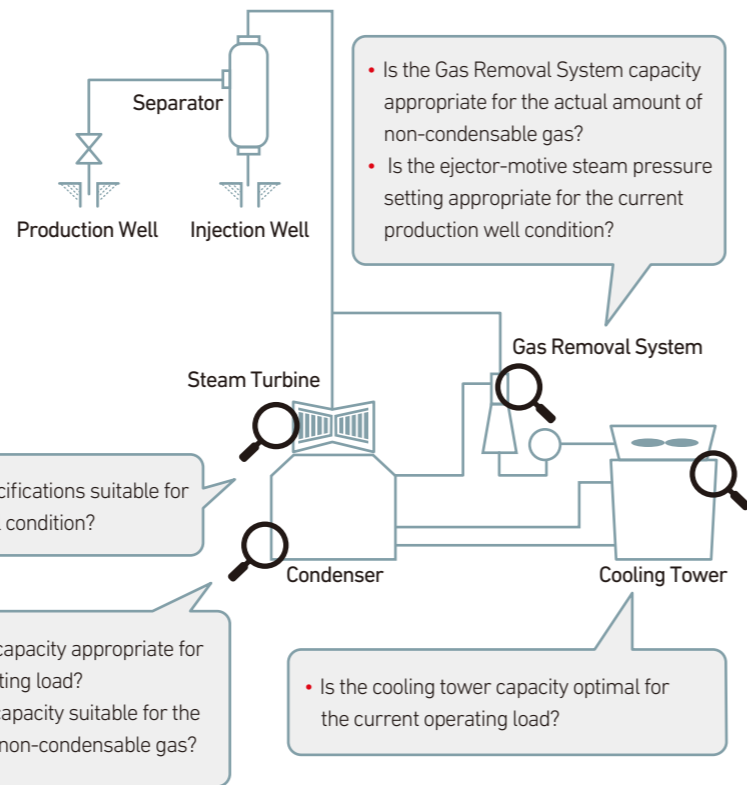 • Is the Gas Removal System capacity
appropriate for the actual amount of
non-condensable gas?
• Is the ejector-motive steam pressure
setting appropriate for the current
production well condition?
Separator
Production Well
Injection Well
Gas Removal System
Steam Turbine
cifications suitable for
condition?
Condenser
Cooling Tower
capacity appropriate for
ting load?
capacity suitable for the
non-condensable gas?
• Is the cooling tower capacity optimal for
the current operating load?